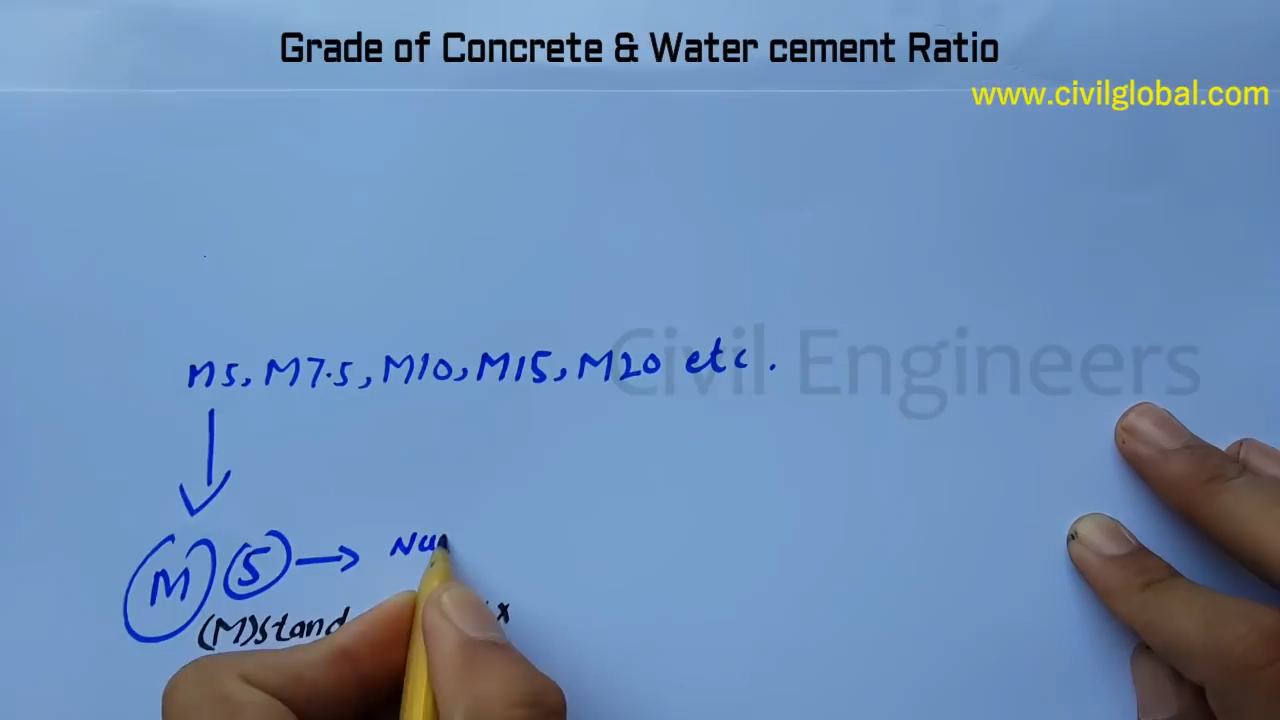 Grade of Concrete & Water cement Ratio
www.civilglobal.com
Civil Engineers
M5, M7.5, M10, M15, M20 etc.
M 5 → Nu
(M)Stand